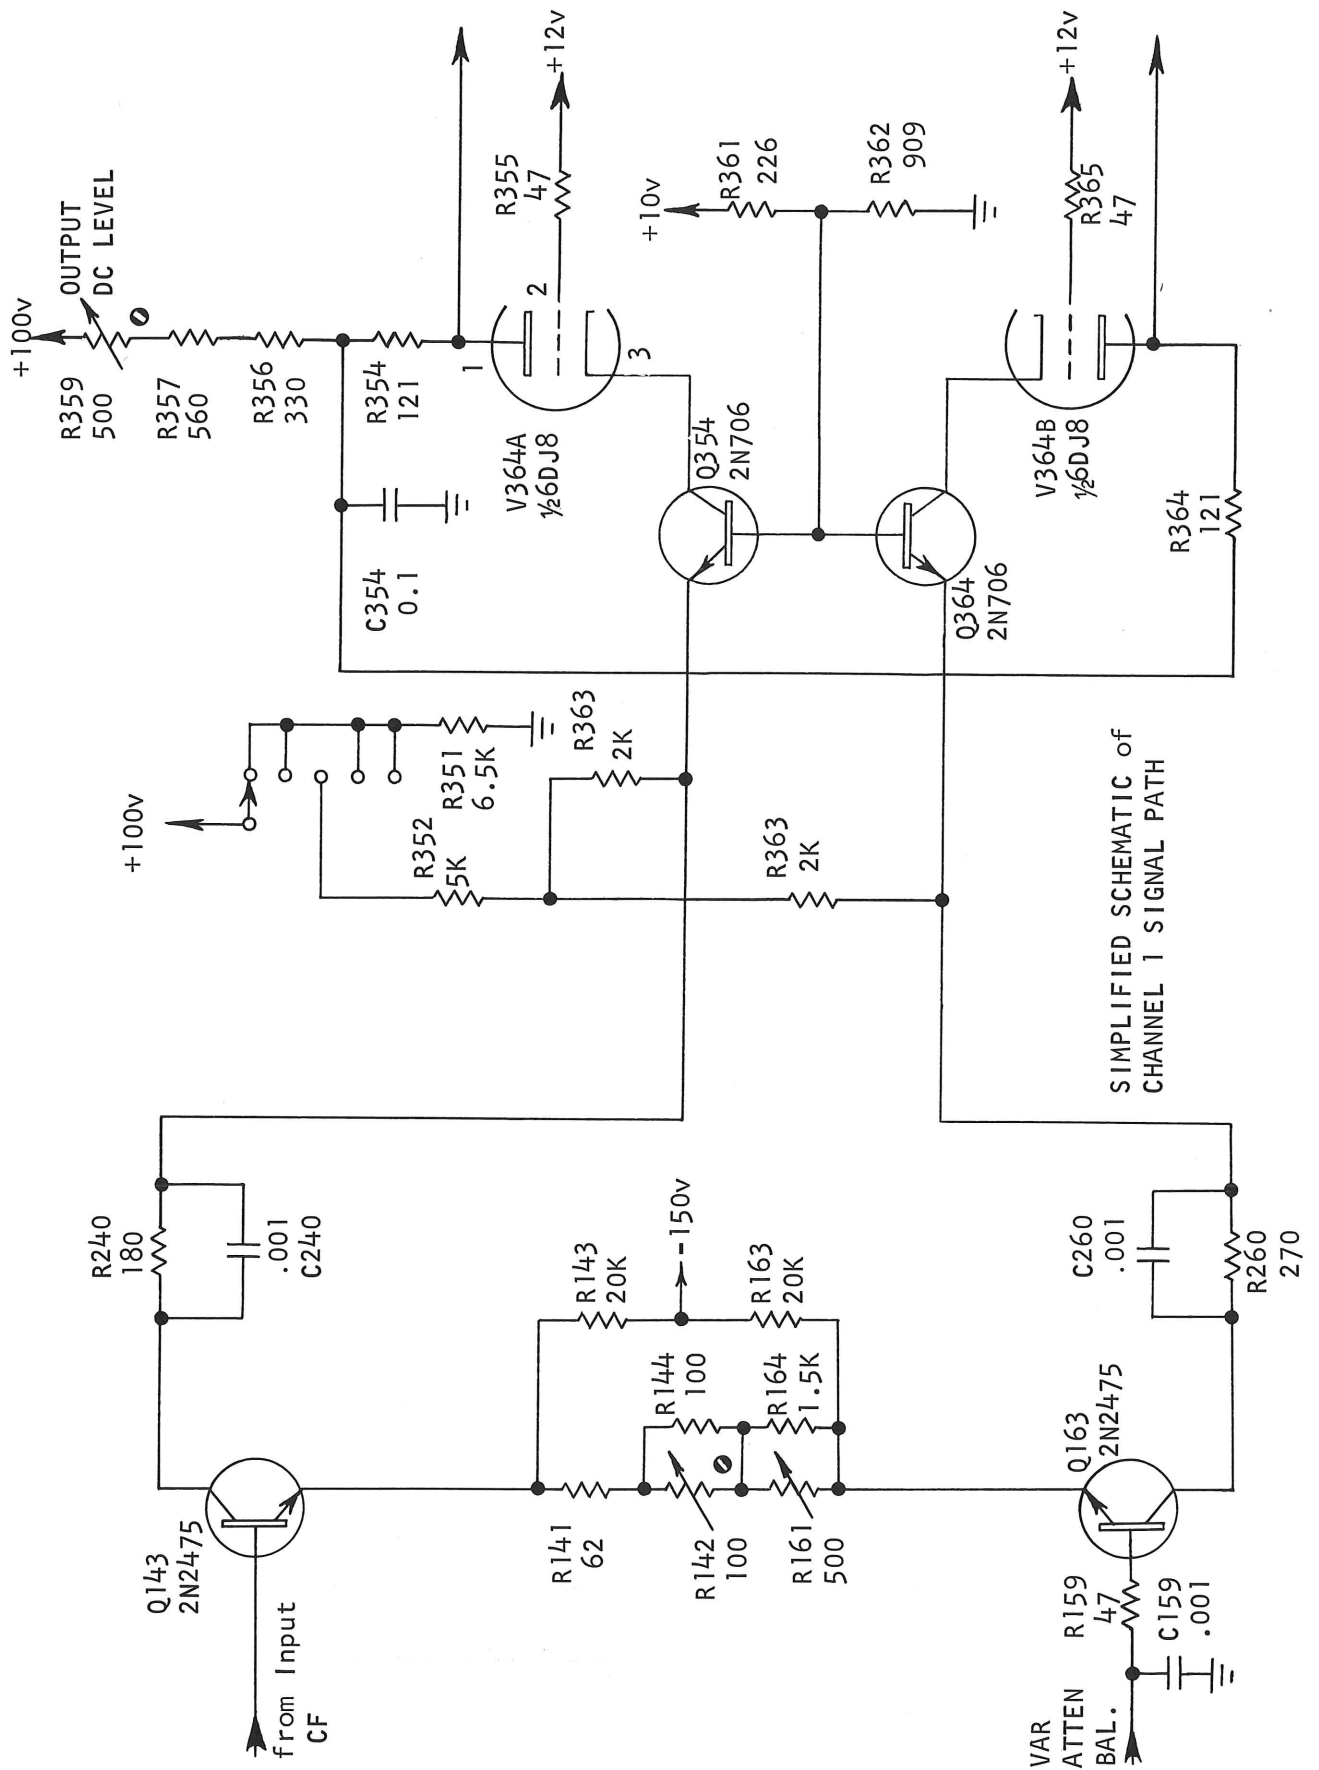 from Input
CF
Q143
2N2475
R240
180
.001
C240
R141
62
R142
100
R161
500
R144
100
R164
1.5K
R143
20K
R163
20K
-150v
VAR
ATTEN
BAL.
R159
47
C159
.001
Q163
2N2475
C260
.001
R260
270
+100v
R352
5K
R351
6.5K
R363
2K
R363
2K
C354
0.1
+100v
R359
500
OUTPUT
DC LEVEL
R357
560
R356
330
R354
121
1
2
3
V364A
½6DJ8
R355
47
+12v
Q354
2N706
+10v
R361
226
R362
909
Q364
2N706
V364B
½6DJ8
R365
47
+12v
R364
121
SIMPLIFIED SCHEMATIC of
CHANNEL 1 SIGNAL PATH